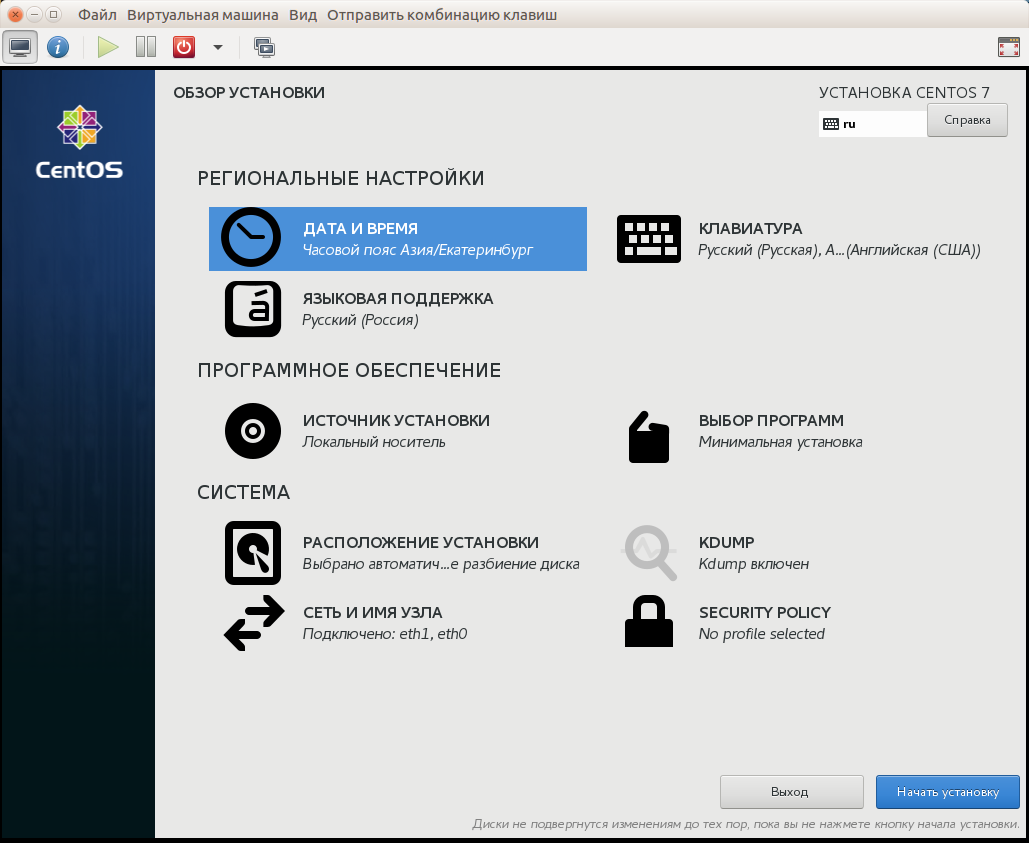 Файл Виртуальная машина Вид Отправить комбинацию клавиш
CentOS
ОБЗОР УСТАНОВКИ
УСТАНОВКА CENTOS 7
ru
Справка
РЕГИОНАЛЬНЫЕ НАСТРОЙКИ
ДАТА И ВРЕМЯ
Часовой пояс Азия/Екатеринбург
КЛАВИАТУРА
Русский (Русская), А...(Английская (США))
ЯЗЫКОВАЯ ПОДДЕРЖКА
Русский (Россия)
ПРОГРАММНОЕ ОБЕСПЕЧЕНИЕ
ИСТОЧНИК УСТАНОВКИ
Локальный носитель
ВЫБОР ПРОГРАММ
Минимальная установка
СИСТЕМА
РАСПОЛОЖЕНИЕ УСТАНОВКИ
Выбрано автоматич...е разбиение диска
KDUMP
Kdump включен
СЕТЬ И ИМЯ УЗЛА
Подключено: eth1, eth0
SECURITY POLICY
No profile selected
Выход
Начать установку
Диски не подвергнутся изменениям до тех пор, пока вы не нажмете кнопку начала установки.